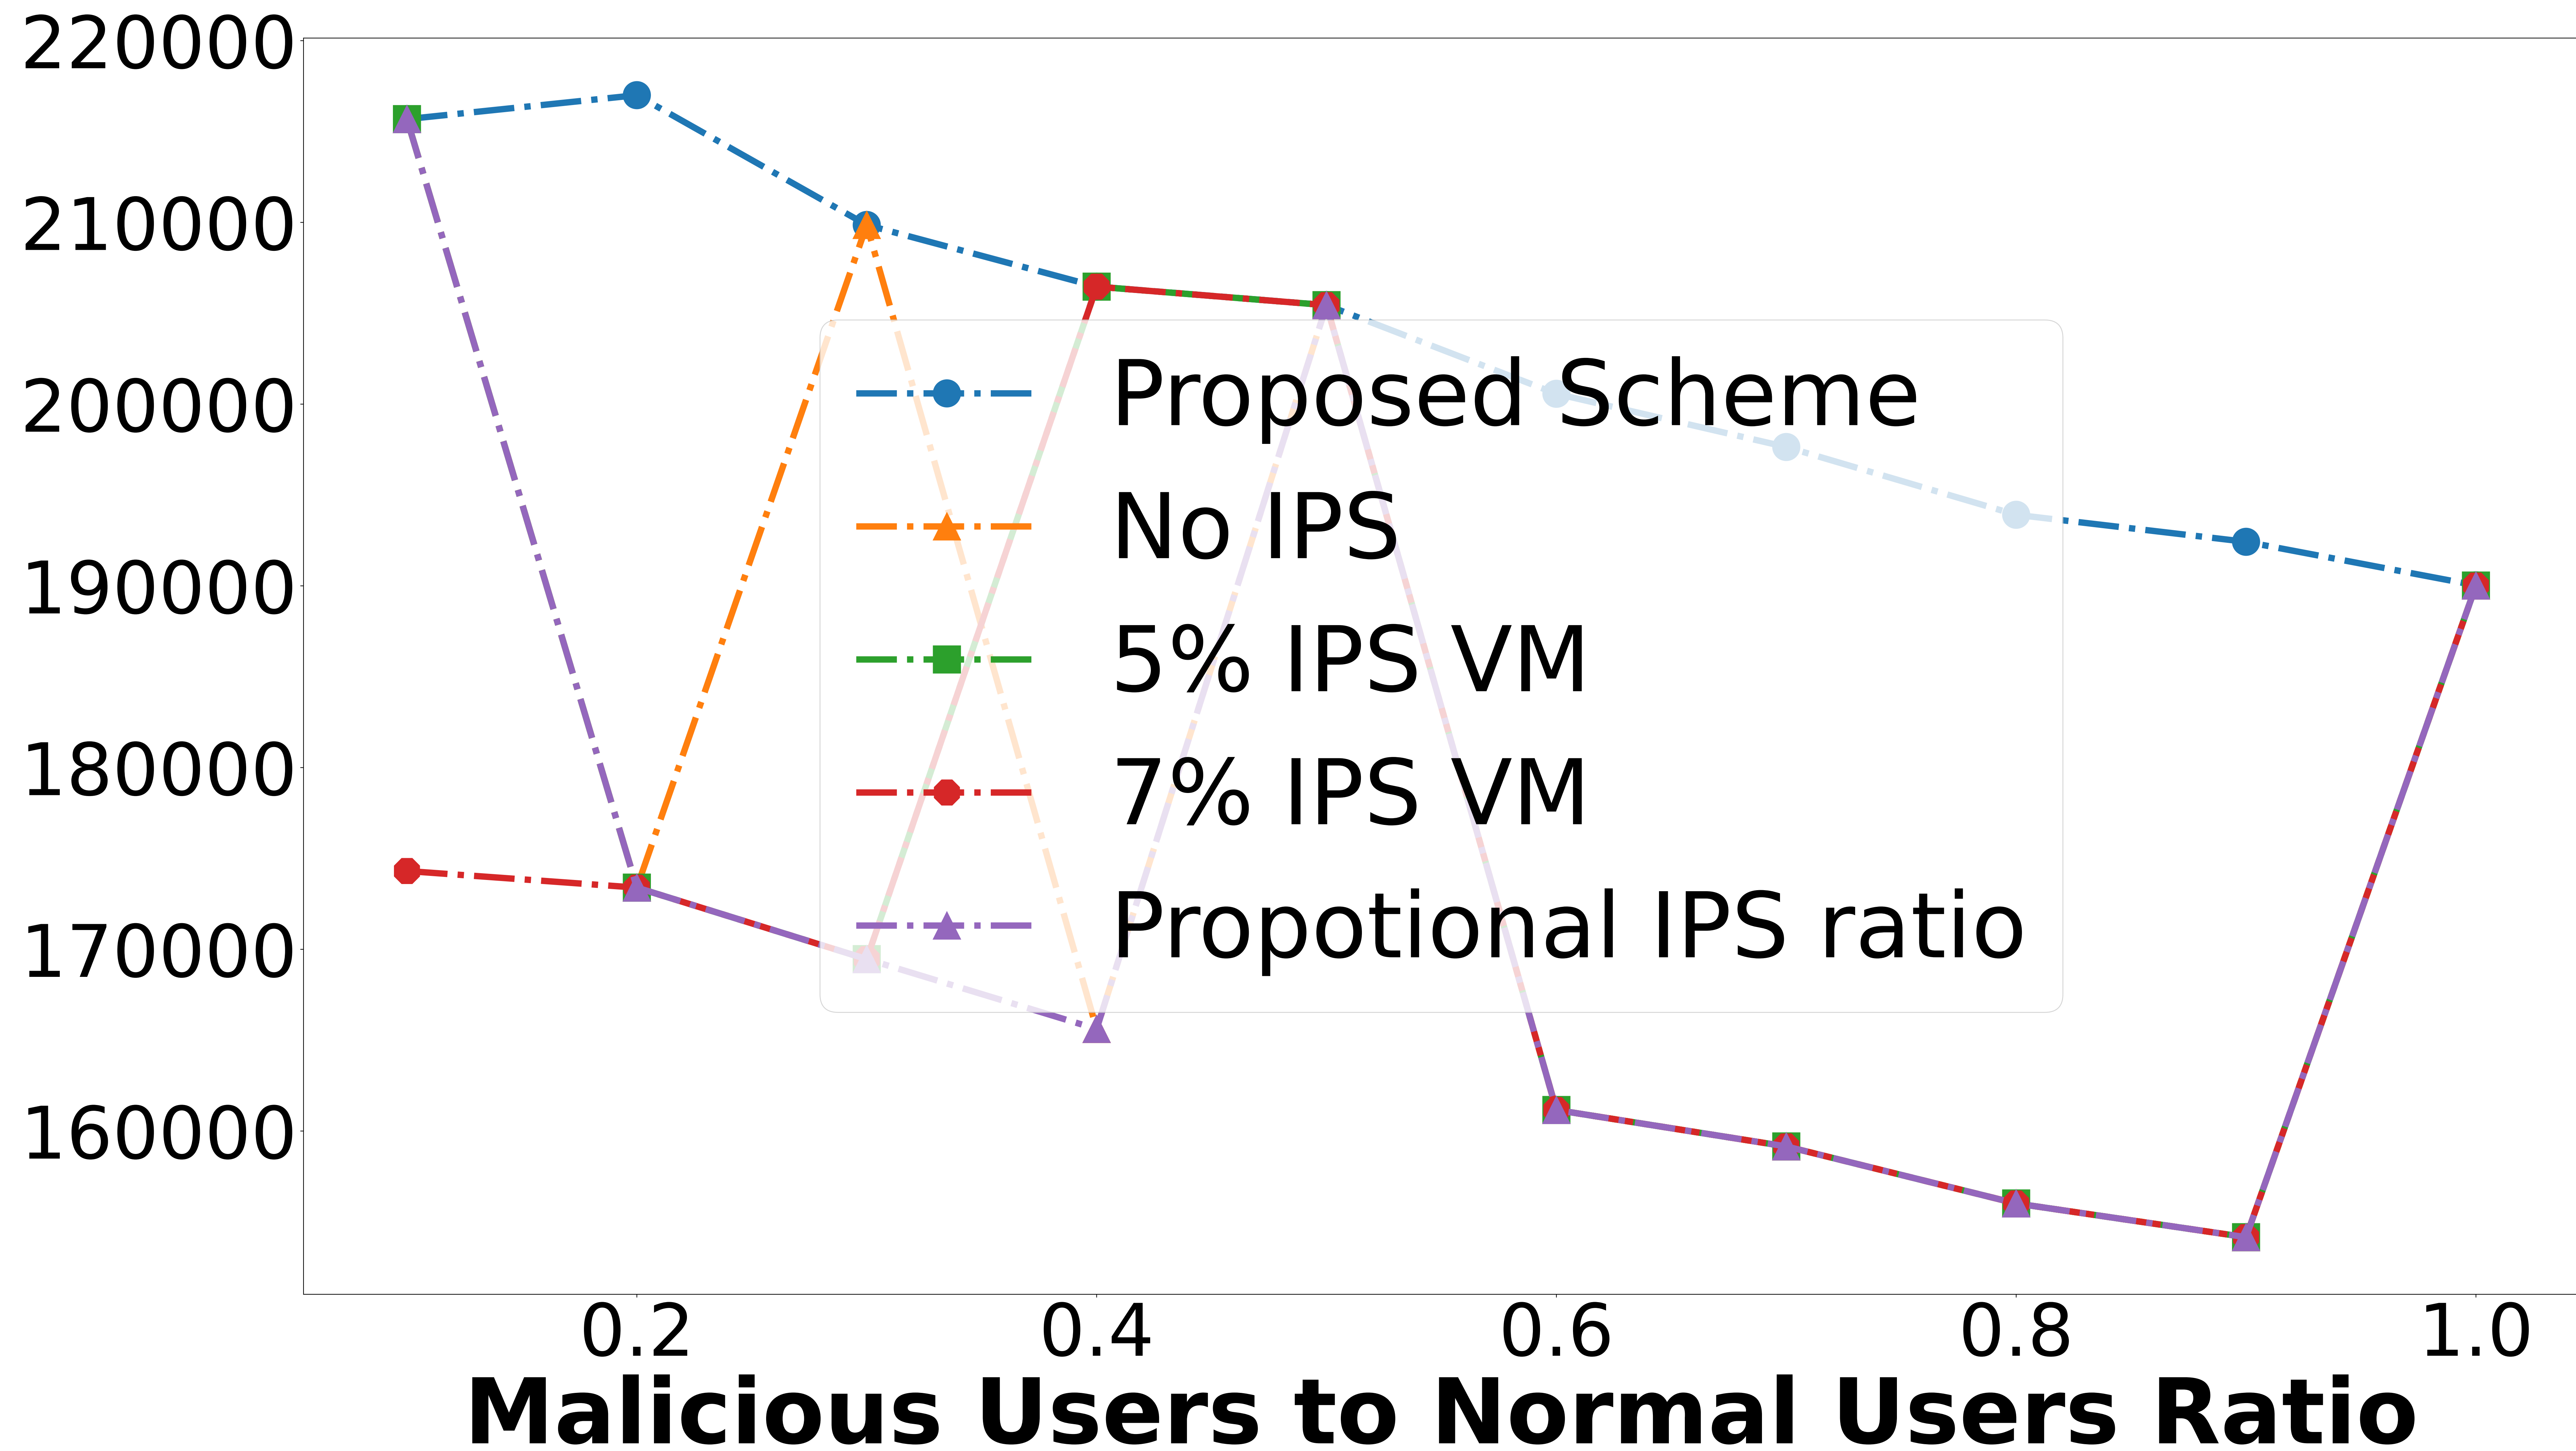 220000
210000
200000
190000
180000
170000
160000
Proposed Scheme
No IPS
5% IPS VM
7% IPS VM
Propotional IPS ratio
0.2 0.4 0.6 0.8 1.0
Malicious Users to Normal Users Ratio